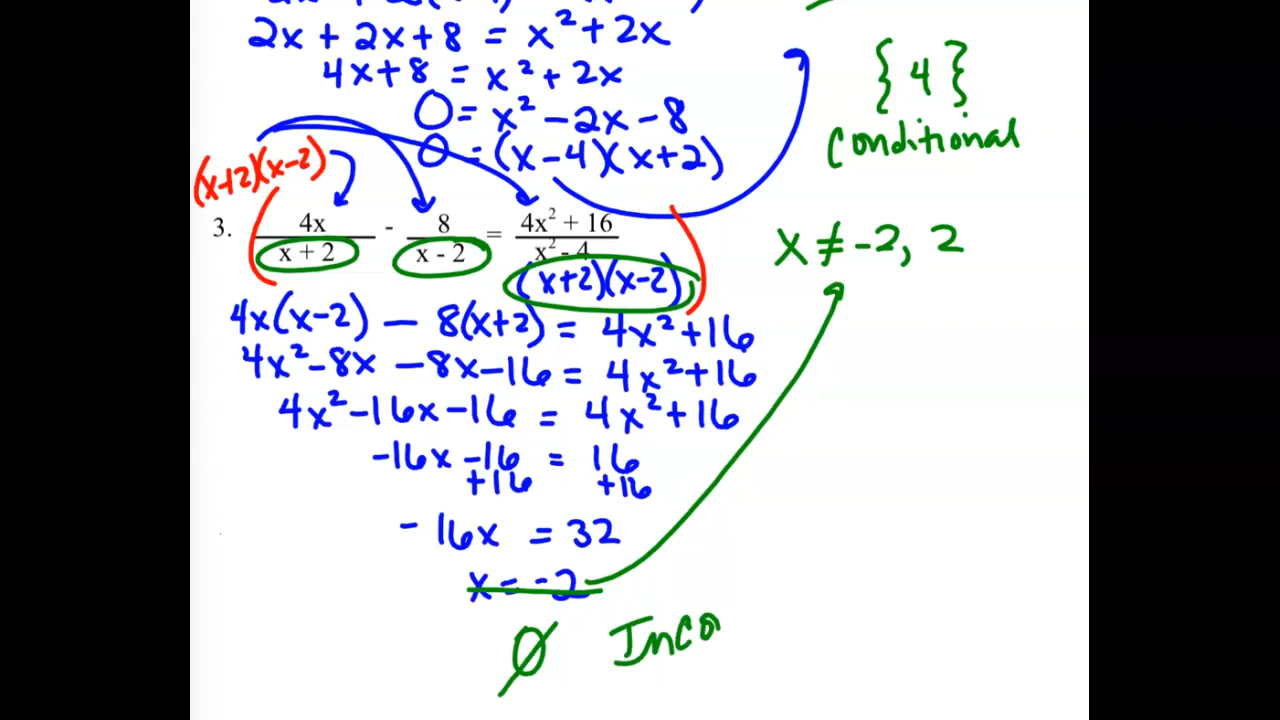 2x + 2x + 8 = x² + 2x
4x + 8 = x² + 2x
0 = x² - 2x - 8
0 = (x - 4)(x + 2)
{4}
Conditional
(x+2)(x-2)
3. 4x / x + 2 - 8 / x - 2 = 4x² + 16 / x² - 4
(x+2)(x-2)
x ≠ -2, 2
4x(x-2) - 8(x+2) = 4x² + 16
4x² - 8x - 8x - 16 = 4x² + 16
4x² - 16x - 16 = 4x² + 16
-16x - 16 = 16
+16 +16
-16x = 32
x = -2
Ø Inco